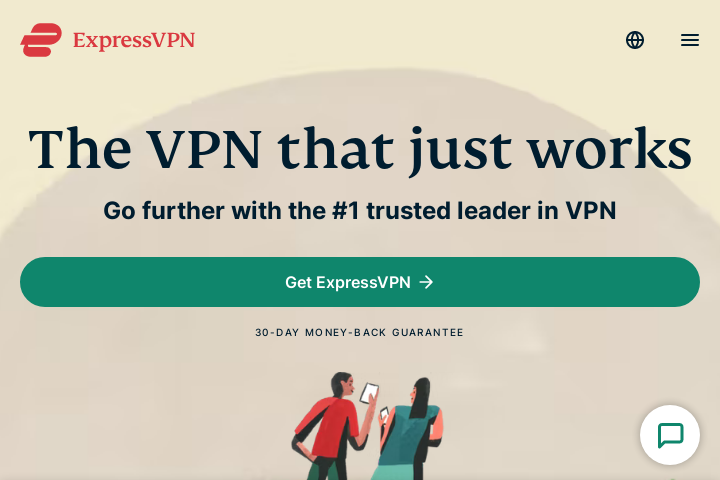 ExpressVPN
The VPN that just works
Go further with the #1 trusted leader in VPN
Get ExpressVPN
30-DAY MONEY-BACK GUARANTEE